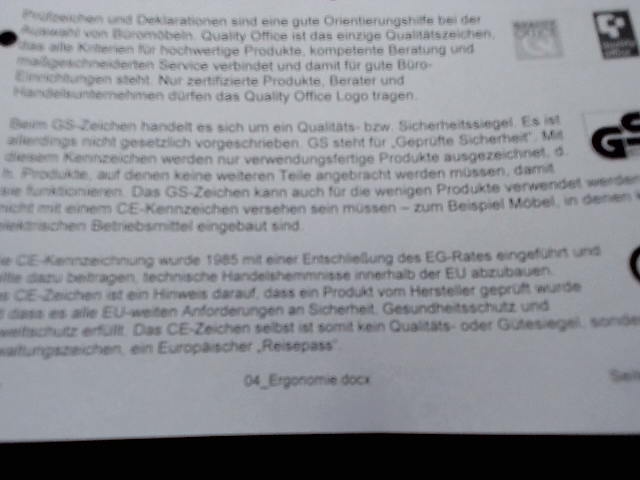 Prüfzeichen und Deklarationen sind eine gute Orientierungshilfe bei der
Auswahl von Büromöbeln. Quality Office ist das einzige Qualitätszeichen,
das alle Kriterien für hochwertige Produkte, kompetente Beratung und
maßgeschneiderten Service verbindet und damit für gute Büro-
Einrichtungen steht. Nur zertifizierte Produkte, Berater und
Handelsunternehmen dürfen das Quality Office Logo tragen.
Beim GS-Zeichen handelt es sich um ein Qualitäts- bzw. Sicherheitssiegel. Es ist
allerdings nicht gesetzlich vorgeschrieben. GS steht für „Geprüfte Sicherheit". Mit
diesem Kennzeichen werden nur verwendungsfertige Produkte ausgezeichnet, d.
h. Produkte, auf denen keine weiteren Teile angebracht werden müssen, damit
sie funktionieren. Das GS-Zeichen kann auch für die wenigen Produkte verwendet werden
nicht mit einem CE-Kennzeichen versehen sein müssen – zum Beispiel Möbel, in denen
elektrischen Betriebsmittel eingebaut sind.
GS
ie CE-Kennzeichnung wurde 1985 mit einer Entschließung des EG-Rates eingeführt und
llte dazu beitragen, technische Handelshemmnisse innerhalb der EU abzubauen.
s CE-Zeichen ist ein Hinweis darauf, dass ein Produkt vom Hersteller geprüft wurde
d dass es alle EU-weiten Anforderungen an Sicherheit, Gesundheitsschutz und
weltschutz erfüllt. Das CE-Zeichen selbst ist somit kein Qualitäts- oder Gütesiegel, sonder
waltungszeichen, ein Europäischer „Reisepass".
04_Ergonomie.docx
Seit